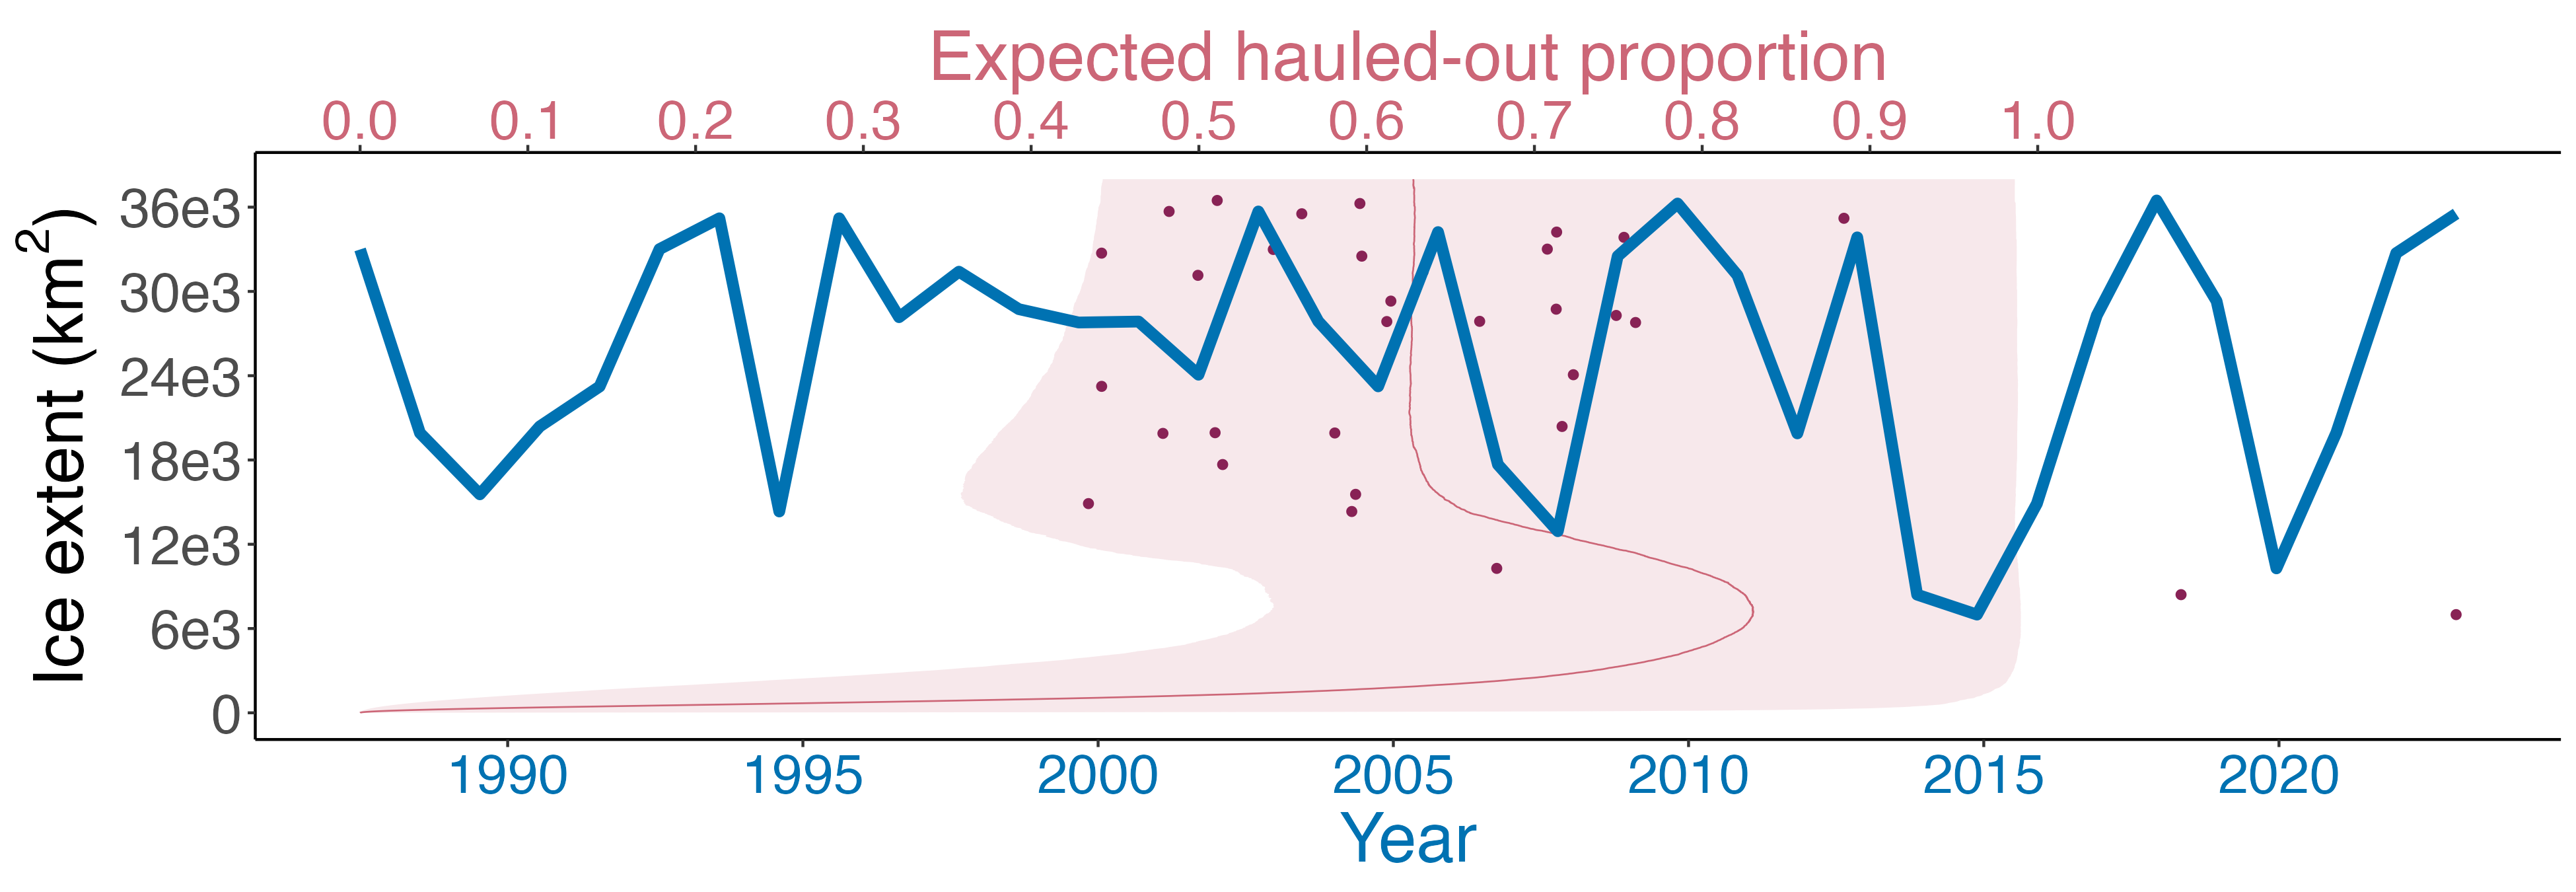 Expected hauled-out proportion
0.0 0.1 0.2 0.3 0.4 0.5 0.6 0.7 0.8 0.9 1.0
Ice extent (km²)
36e3
30e3
24e3
18e3
12e3
6e3
0
1990 1995 2000 2005 2010 2015 2020
Year